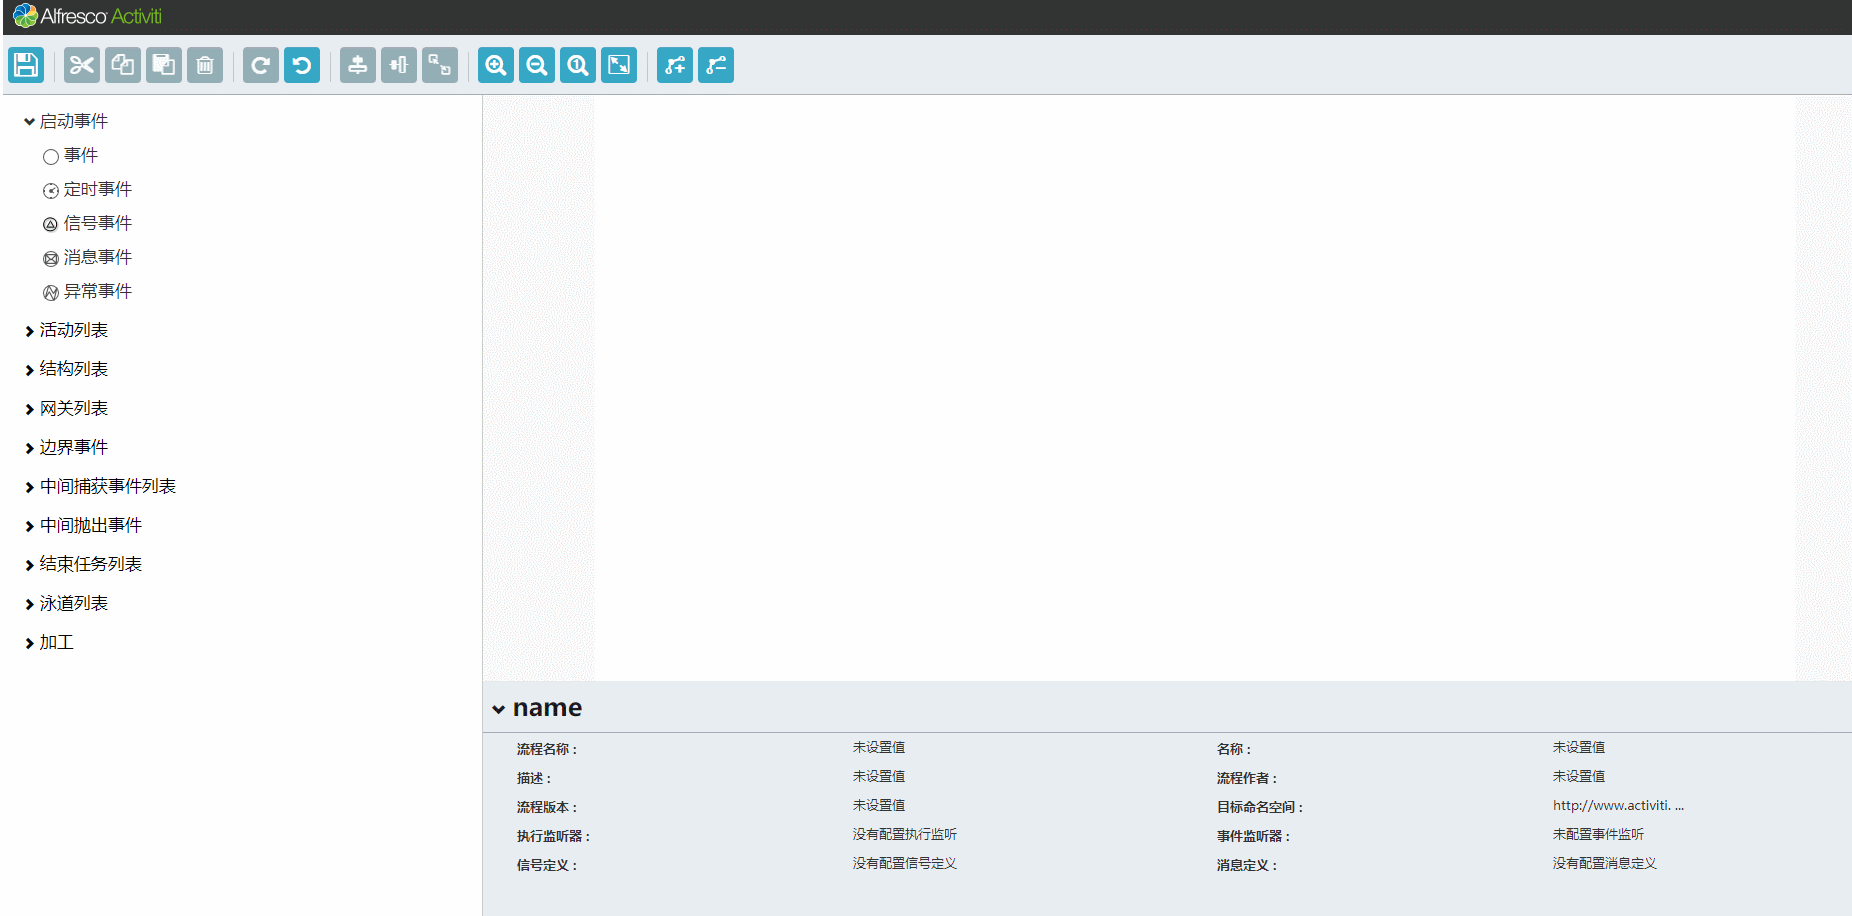 Alfresco Activiti
启动事件
事件
定时事件
信号事件
消息事件
异常事件
活动列表
结构列表
网关列表
边界事件
中间捕获事件列表
中间抛出事件
结束任务列表
泳道列表
加工
name
流程名称 : 未设置值 名称 : 未设置值
描述 : 未设置值 流程作者 : 未设置值
流程版本 : 未设置值 目标命名空间 : http://www.activiti. ...
执行监听器 : 没有配置执行监听 事件监听器 : 未配置事件监听
信号定义 : 没有配置信号定义 消息定义 : 没有配置消息定义